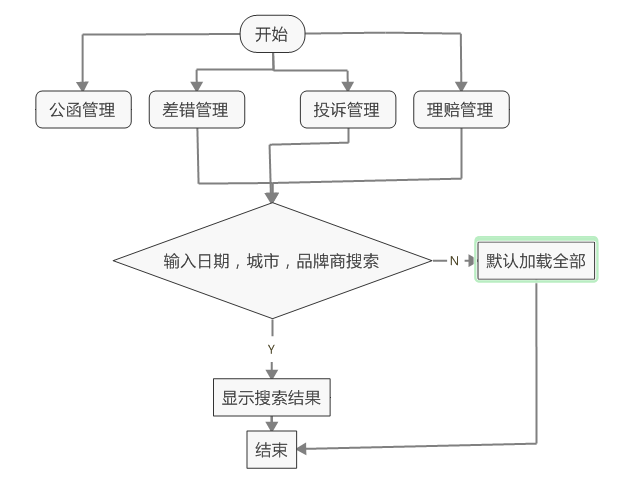 开始
公函管理
差错管理
投诉管理
理赔管理
输入日期，城市，品牌商搜索
N
默认加载全部
Y
显示搜索结果
结束